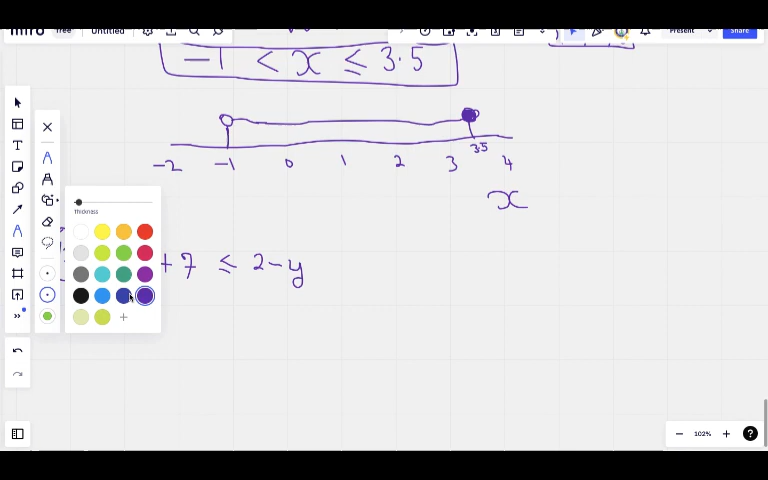 miro free Untitled Present Share
−1 < x ≤ 3.5
−2 −1 0 1 2 3 3.5 4
x
Thickness
+7 ≤ 2−y
102%